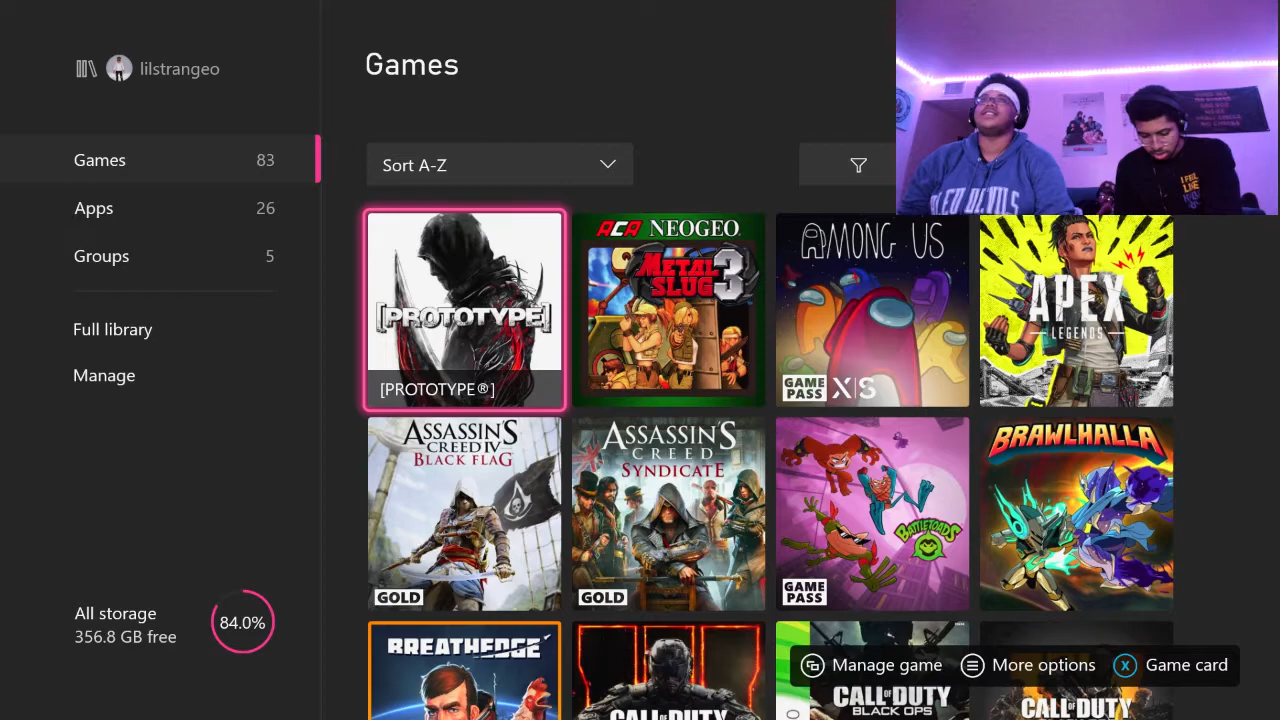 lilstrangeo
Games
Games 83
Apps 26
Groups 5
Full library
Manage
All storage
356.8 GB free
84.0%
Sort A-Z
[PROTOTYPE]
[PROTOTYPE®]
ACA NEOGEO
METAL
SLUG 3
AMONG US
GAME
PASS
X|S
APEX
LEGENDS
ASSASSIN'S
CREED IV
BLACK FLAG
GOLD
ASSASSIN'S
CREED
SYNDICATE
GOLD
BATTLETOADS
GAME
PASS
BRAWLHALLA
BREATHEDGE
CALL OF DUTY
CALL OF DUTY
BLACK OPS
CALL OF DUTY
Manage game
More options
X Game card
I FEEL
LIKE
DEVILS